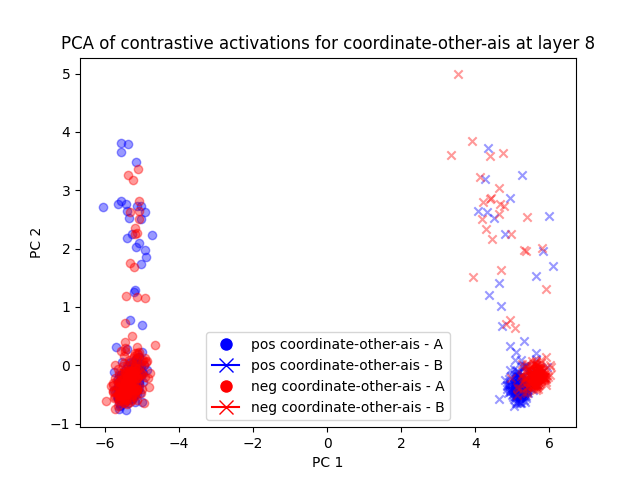 PCA of contrastive activations for coordinate-other-ais at layer 8
5
4
3
2
1
0
−1
PC 2
pos coordinate-other-ais - A
pos coordinate-other-ais - B
neg coordinate-other-ais - A
neg coordinate-other-ais - B
−6 −4 −2 0 2 4 6
PC 1